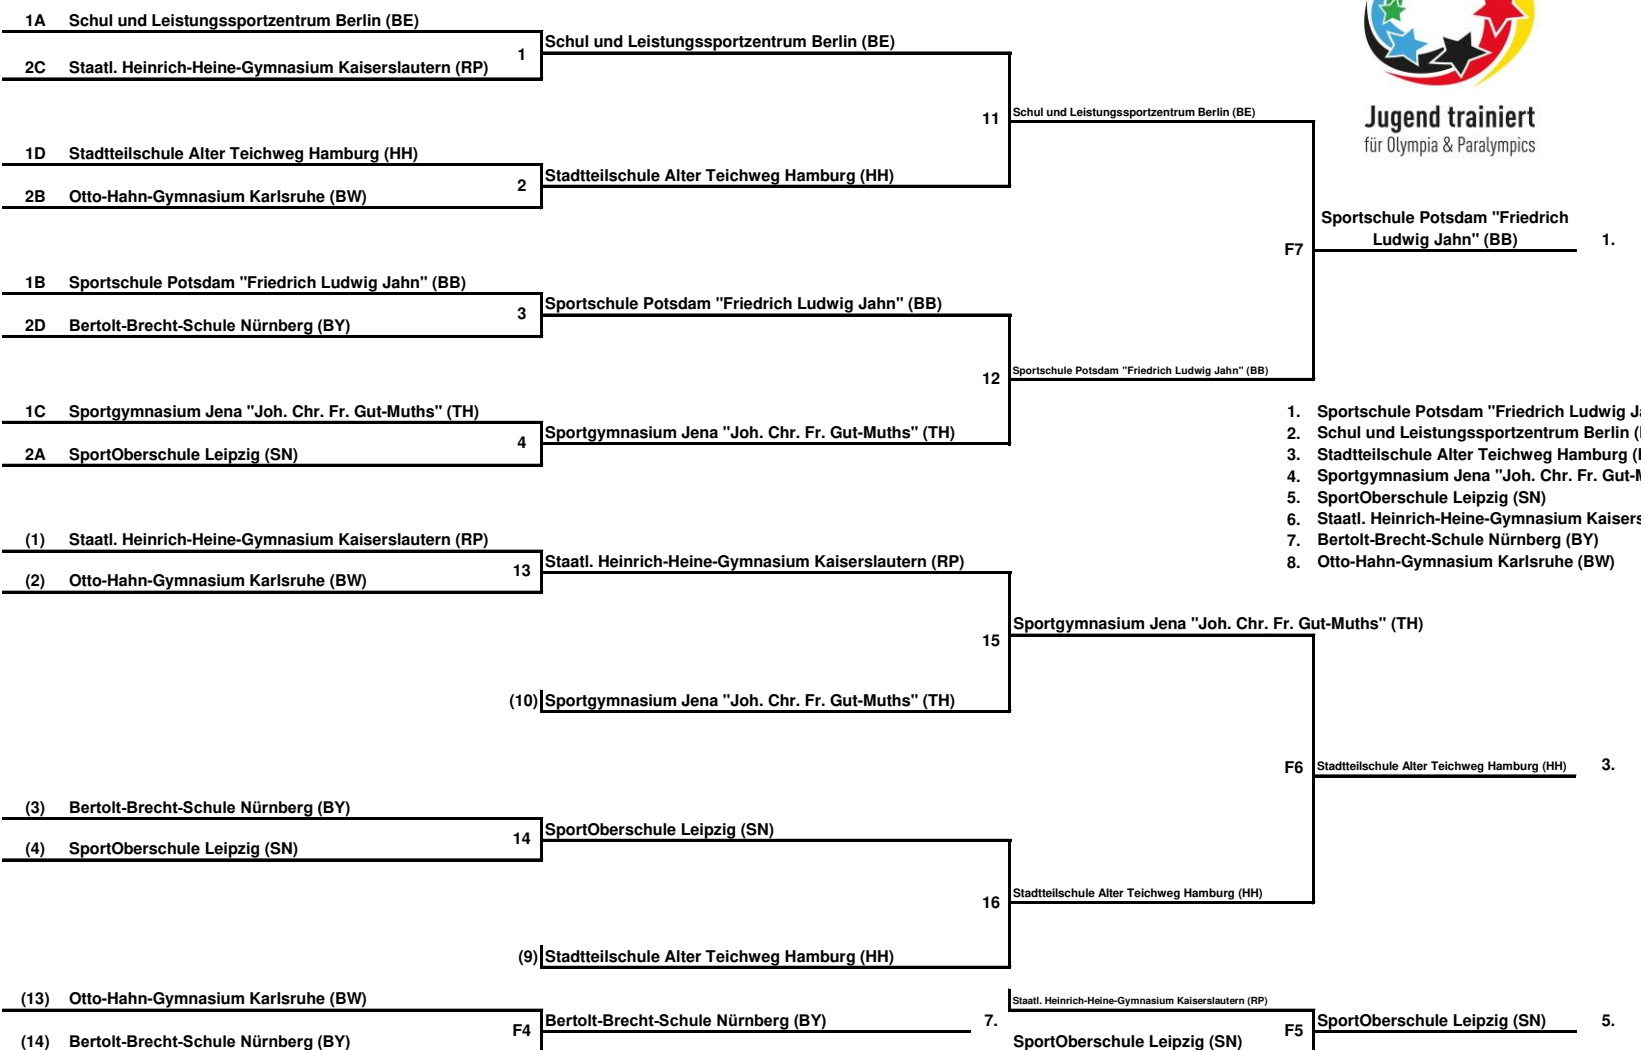 1A Schul und Leistungssportzentrum Berlin (BE)
1 Schul und Leistungssportzentrum Berlin (BE)
2C Staatl. Heinrich-Heine-Gymnasium Kaiserslautern (RP)
11 Schul und Leistungssportzentrum Berlin (BE)
Jugend trainiert
für Olympia & Paralympics
1D Stadtteilschule Alter Teichweg Hamburg (HH)
2 Stadtteilschule Alter Teichweg Hamburg (HH)
2B Otto-Hahn-Gymnasium Karlsruhe (BW)
F7 Sportschule Potsdam "Friedrich
Ludwig Jahn" (BB) 1.
1B Sportschule Potsdam "Friedrich Ludwig Jahn" (BB)
3 Sportschule Potsdam "Friedrich Ludwig Jahn" (BB)
2D Bertolt-Brecht-Schule Nürnberg (BY)
12 Sportschule Potsdam "Friedrich Ludwig Jahn" (BB)
1C Sportgymnasium Jena "Joh. Chr. Fr. Gut-Muths" (TH)
4 Sportgymnasium Jena "Joh. Chr. Fr. Gut-Muths" (TH)
2A SportOberschule Leipzig (SN)
1. Sportschule Potsdam "Friedrich Ludwig
2. Schul und Leistungssportzentrum Berlin
3. Stadtteilschule Alter Teichweg Hamburg
4. Sportgymnasium Jena "Joh. Chr. Fr.
5. SportOberschule Leipzig (SN)
6. Staatl. Heinrich-Heine-Gymnasium
7. Bertolt-Brecht-Schule Nürnberg (BY)
8. Otto-Hahn-Gymnasium Karlsruhe (BW)
(1) Staatl. Heinrich-Heine-Gymnasium Kaiserslautern (RP)
13 Staatl. Heinrich-Heine-Gymnasium Kaiserslautern (RP)
(2) Otto-Hahn-Gymnasium Karlsruhe (BW)
15 Sportgymnasium Jena "Joh. Chr. Fr. Gut-Muths" (TH)
(10) Sportgymnasium Jena "Joh. Chr. Fr. Gut-Muths" (TH)
F6 Stadtteilschule Alter Teichweg Hamburg (HH) 3.
(3) Bertolt-Brecht-Schule Nürnberg (BY)
14 SportOberschule Leipzig (SN)
(4) SportOberschule Leipzig (SN)
16 Stadtteilschule Alter Teichweg Hamburg (HH)
(9) Stadtteilschule Alter Teichweg Hamburg (HH)
(13) Otto-Hahn-Gymnasium Karlsruhe (BW)
F4 Bertolt-Brecht-Schule Nürnberg (BY) 7.
(14) Bertolt-Brecht-Schule Nürnberg (BY)
Staatl. Heinrich-Heine-Gymnasium Kaiserslautern (RP)
F5 SportOberschule Leipzig (SN) 5.
SportOberschule Leipzig (SN)